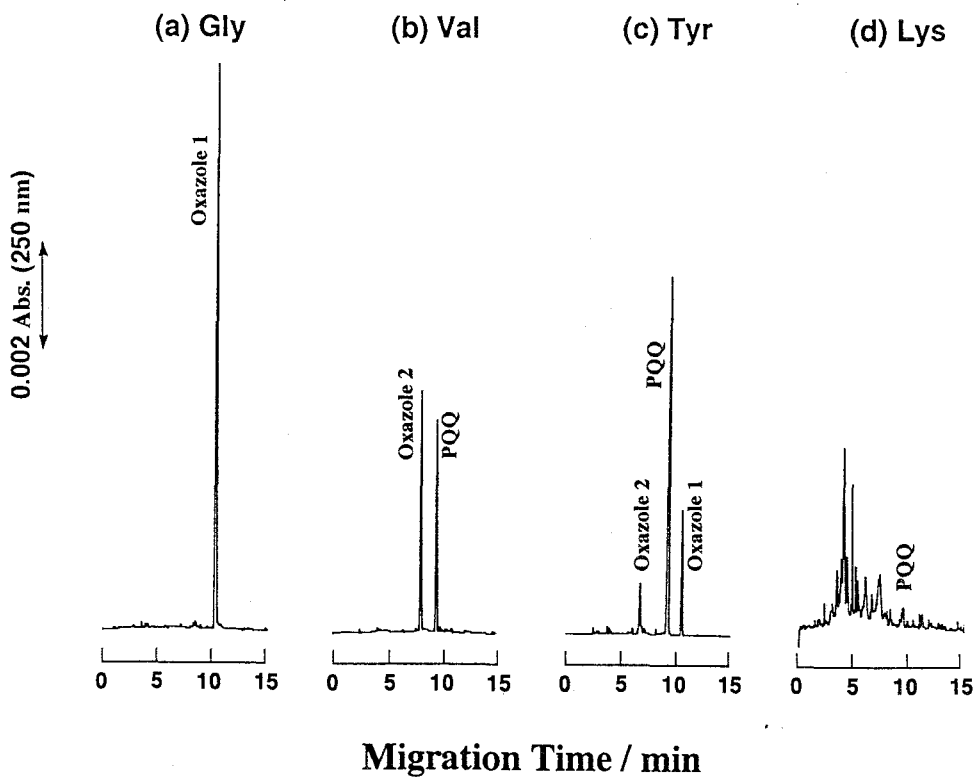 (a) Gly (b) Val (c) Tyr (d) Lys
0.002 Abs. (250 nm)
Oxazole 1
Oxazole 2
PQQ
Oxazole 2
PQQ
Oxazole 1
PQQ
0 5 10 15 0 5 10 15 0 5 10 15 0 5 10 15
Migration Time / min